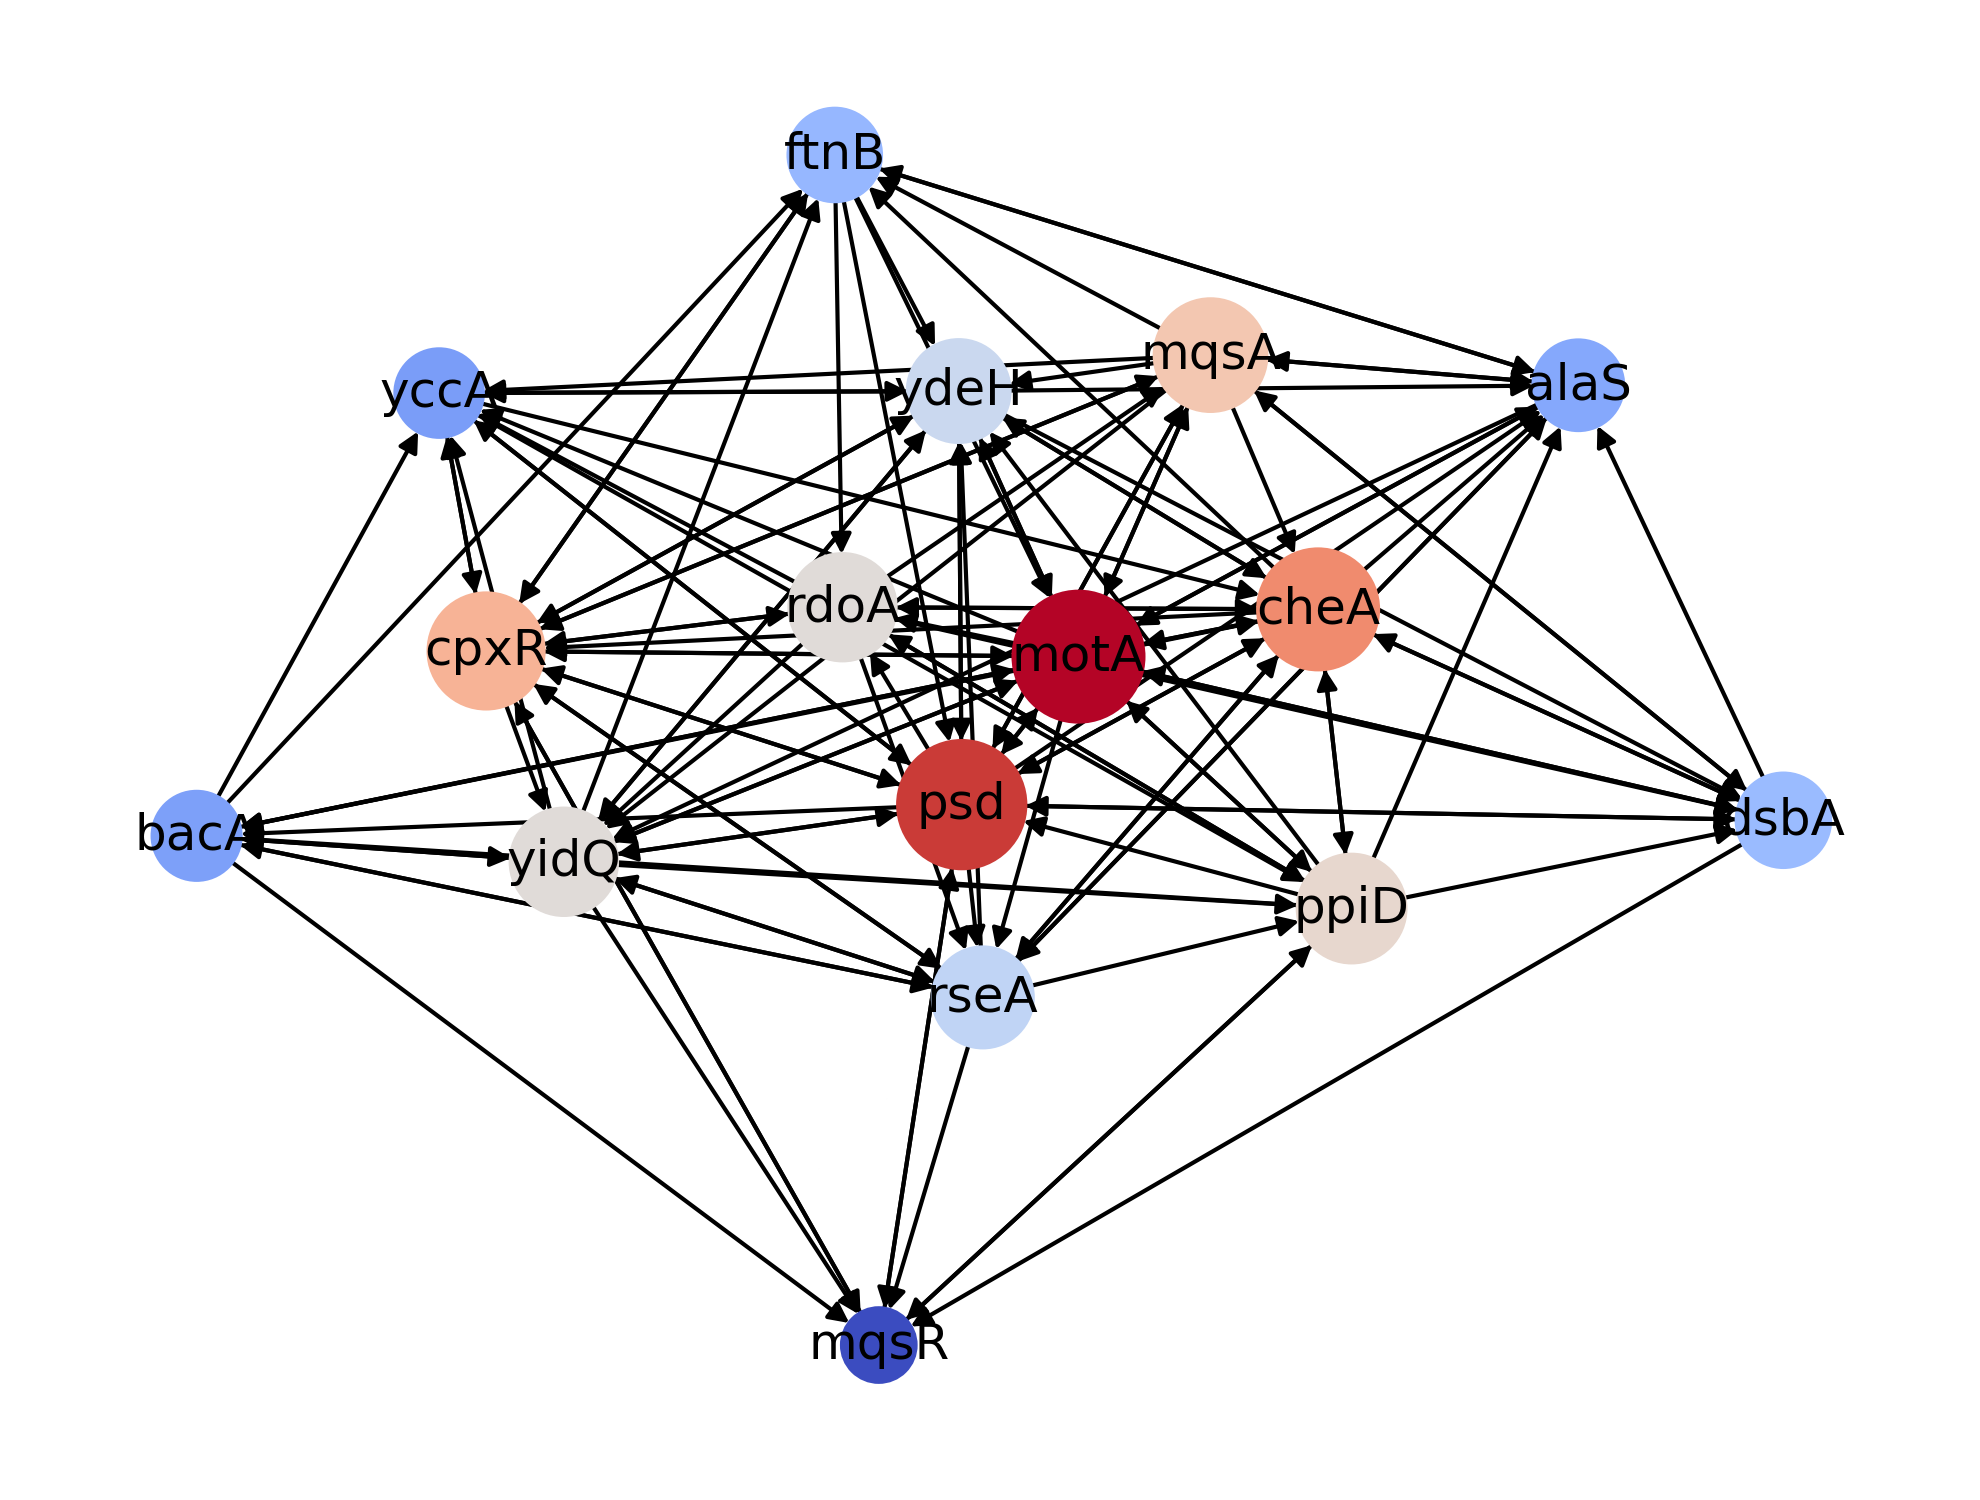 ftnB
mqsA
yccA
ydeH
alaS
rdoA
cheA
cpxR
motA
psd
bacA
yidQ
dsbA
ppiD
rseA
mqsR